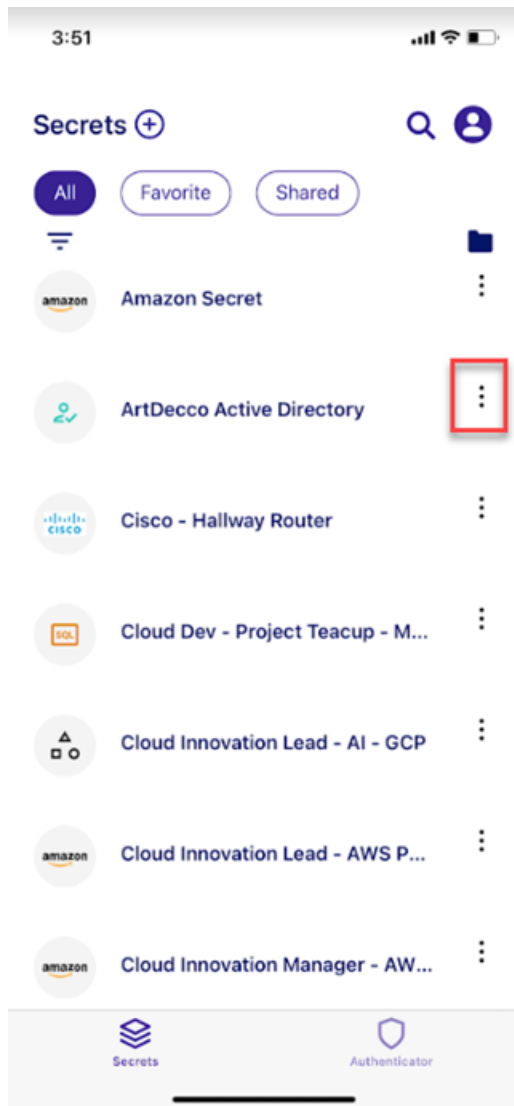 3:51
Secrets
All Favorite Shared
amazon Amazon Secret
ArtDecco Active Directory
CISCO Cisco - Hallway Router
SQL Cloud Dev - Project Teacup - M...
Cloud Innovation Lead - AI - GCP
amazon Cloud Innovation Lead - AWS P...
amazon Cloud Innovation Manager - AW...
Secrets Authenticator